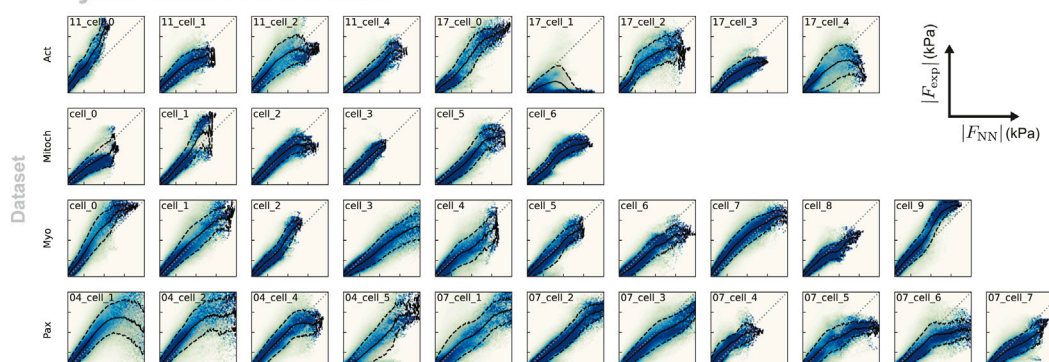 11_cell_0 11_cell_1 11_cell_2 11_cell_4 17_cell_0 17_cell_1 17_cell_2 17_cell_3 17_cell_4
Act
|F_exp| (kPa)
|F_NN| (kPa)
cell_0 cell_1 cell_2 cell_3 cell_5 cell_6
Mitoch
Dataset
cell_0 cell_1 cell_2 cell_3 cell_4 cell_5 cell_6 cell_7 cell_8 cell_9
Myo
04_cell_1 04_cell_2 04_cell_4 04_cell_5 07_cell_1 07_cell_2 07_cell_3 07_cell_4 07_cell_5 07_cell_6 07_cell_7
Pax